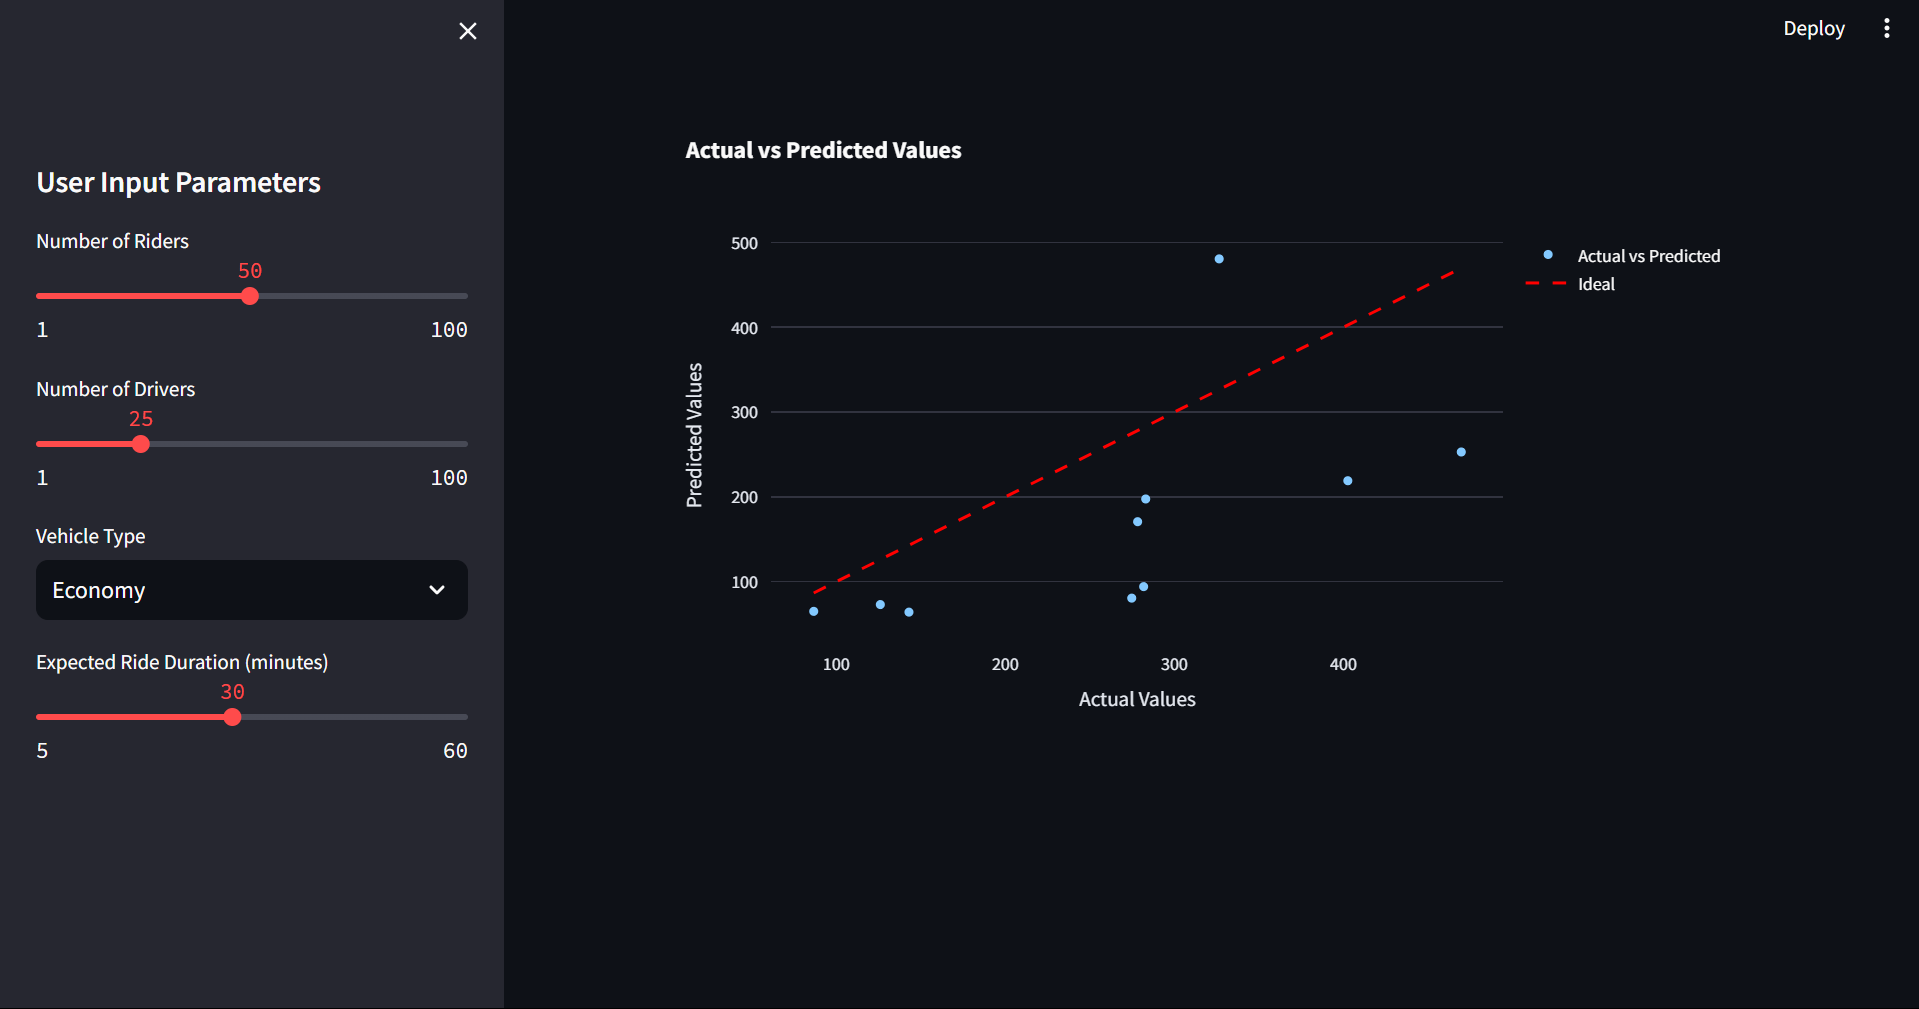 Deploy
User Input Parameters
Number of Riders
50
1 100
Number of Drivers
25
1 100
Vehicle Type
Economy
Expected Ride Duration (minutes)
30
5 60
Actual vs Predicted Values
Predicted Values
500
400
300
200
100
100 200 300 400
Actual Values
Actual vs Predicted
Ideal